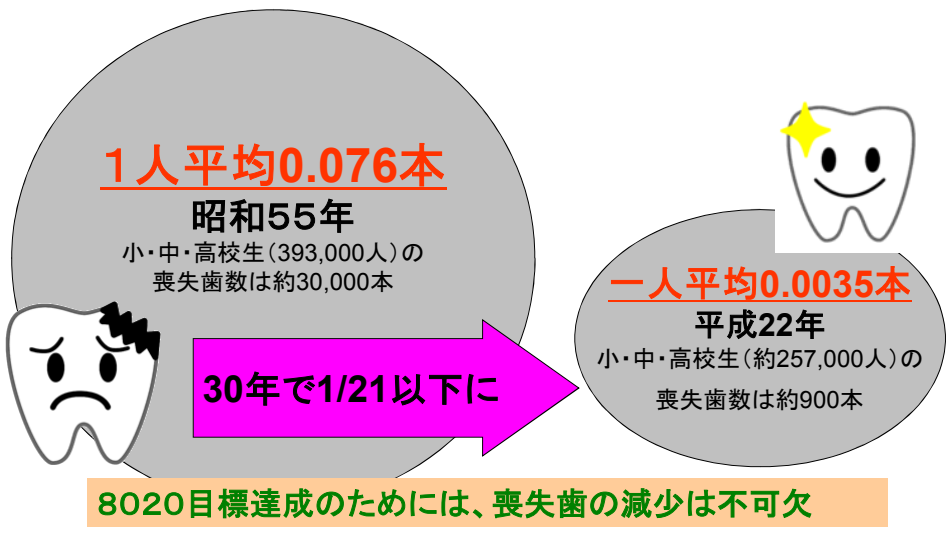 １人平均0.076本
昭和５５年
小・中・高校生（393,000人）の
喪失歯数は約30,000本
一人平均0.0035本
平成22年
小・中・高校生（約257,000人）の
喪失歯数は約900本
30年で1/21以下に
８０２０目標達成のためには、喪失歯の減少は不可欠